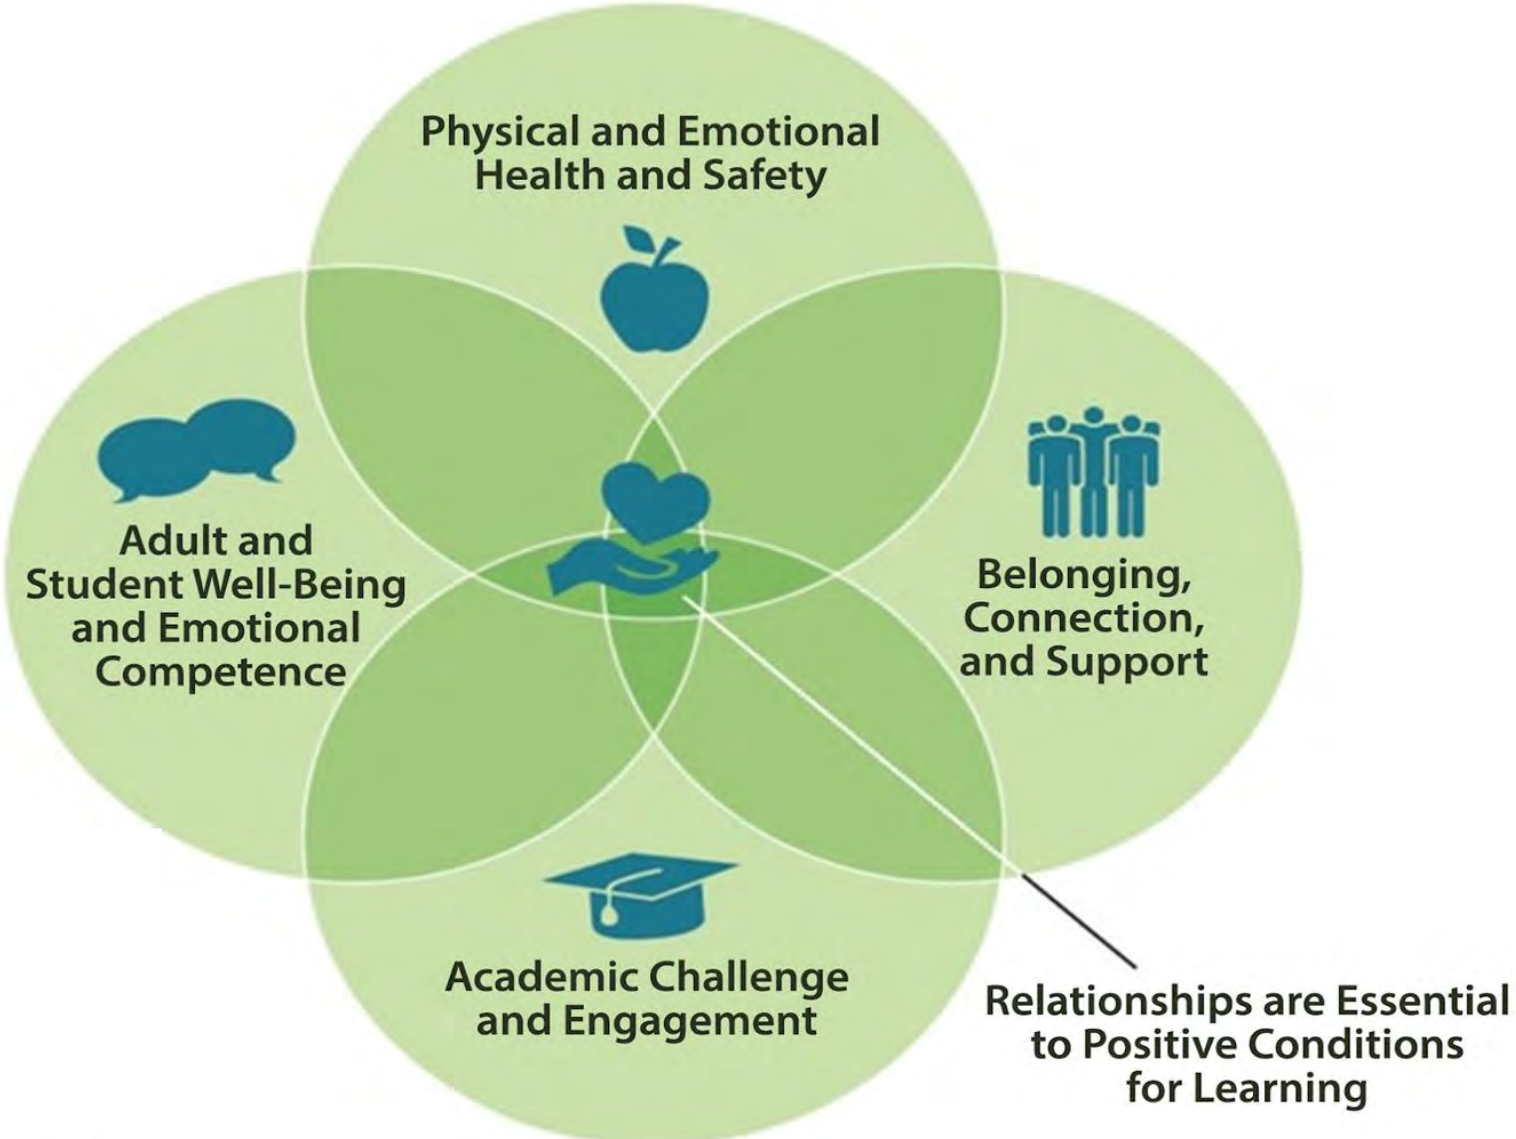 Physical and Emotional
Health and Safety
Adult and
Student Well-Being
and Emotional
Competence
Belonging,
Connection,
and Support
Academic Challenge
and Engagement
Relationships are Essential
to Positive Conditions
for Learning